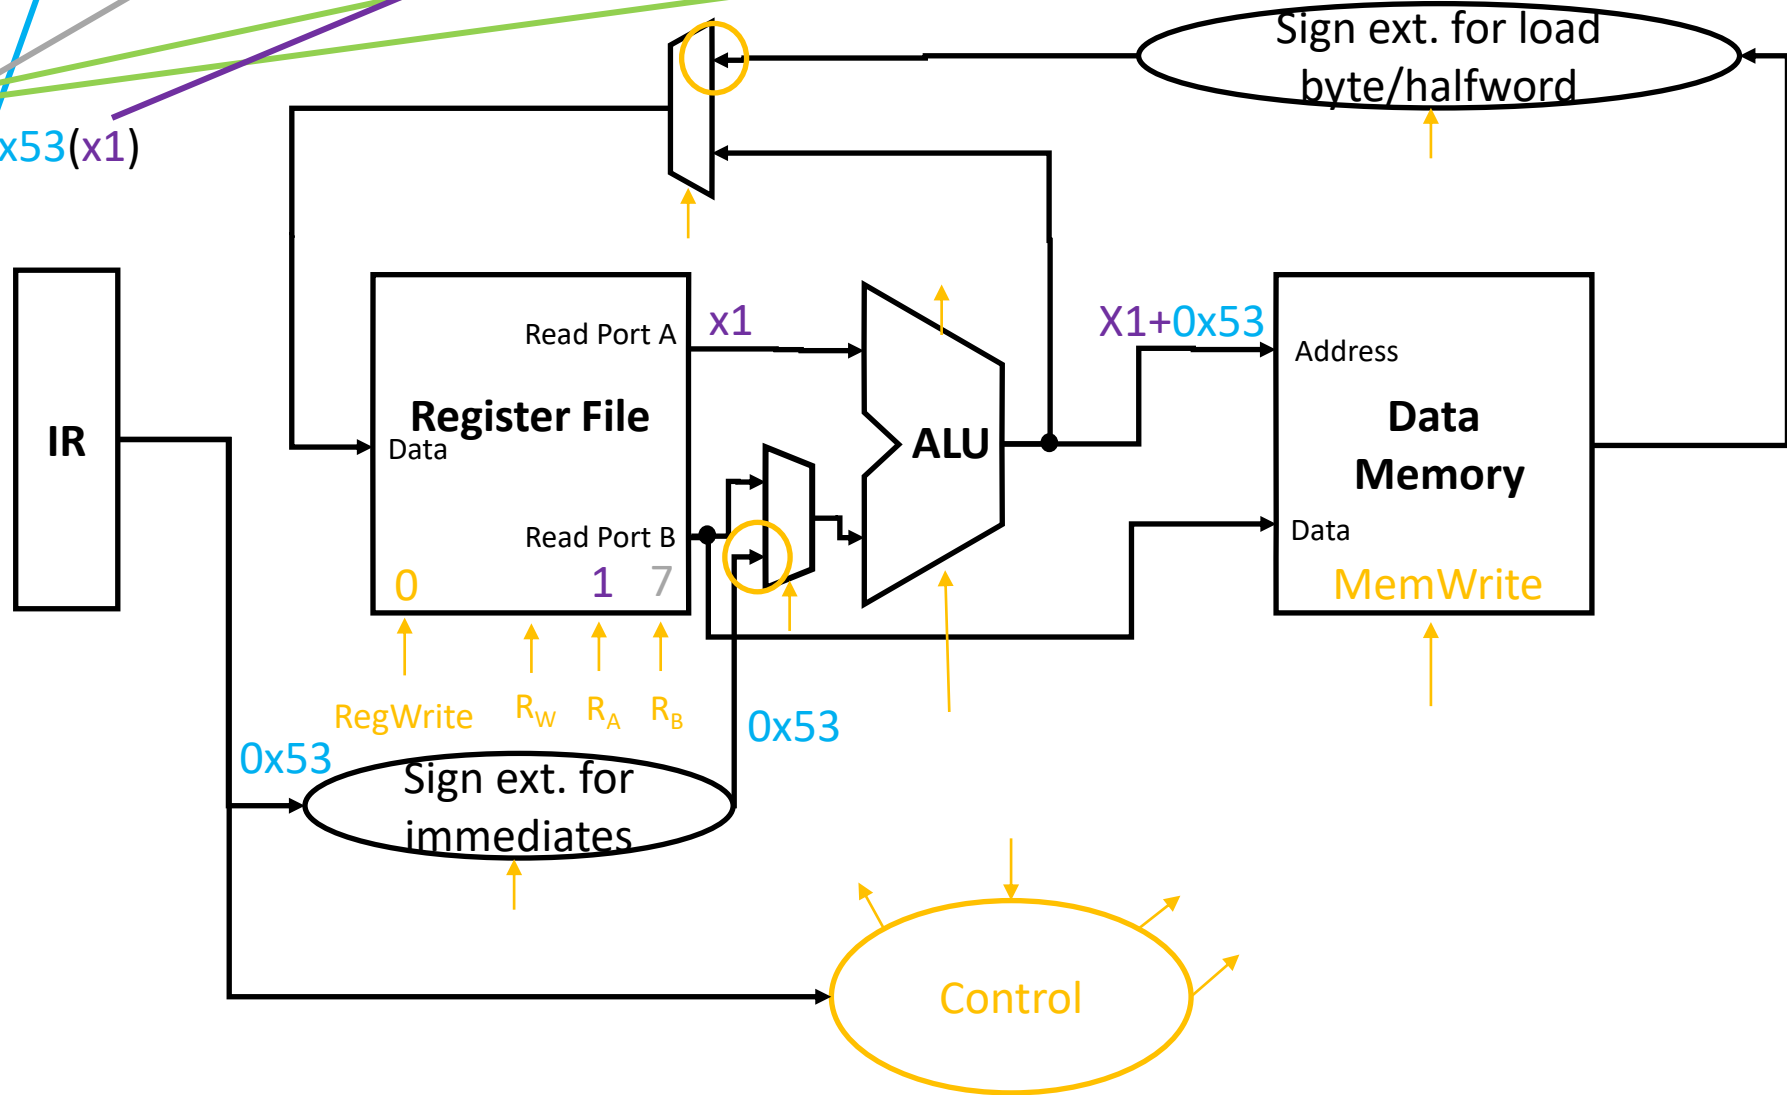 Sign ext. for load
byte/halfword
x53(x1)
x1
X1+0x53
Read Port A
Address
IR
Register File
Data
ALU
Data
Memory
Read Port B
Data
0
1
7
MemWrite
RegWrite
RW
RA
RB
0x53
0x53
Sign ext. for
immediates
Control